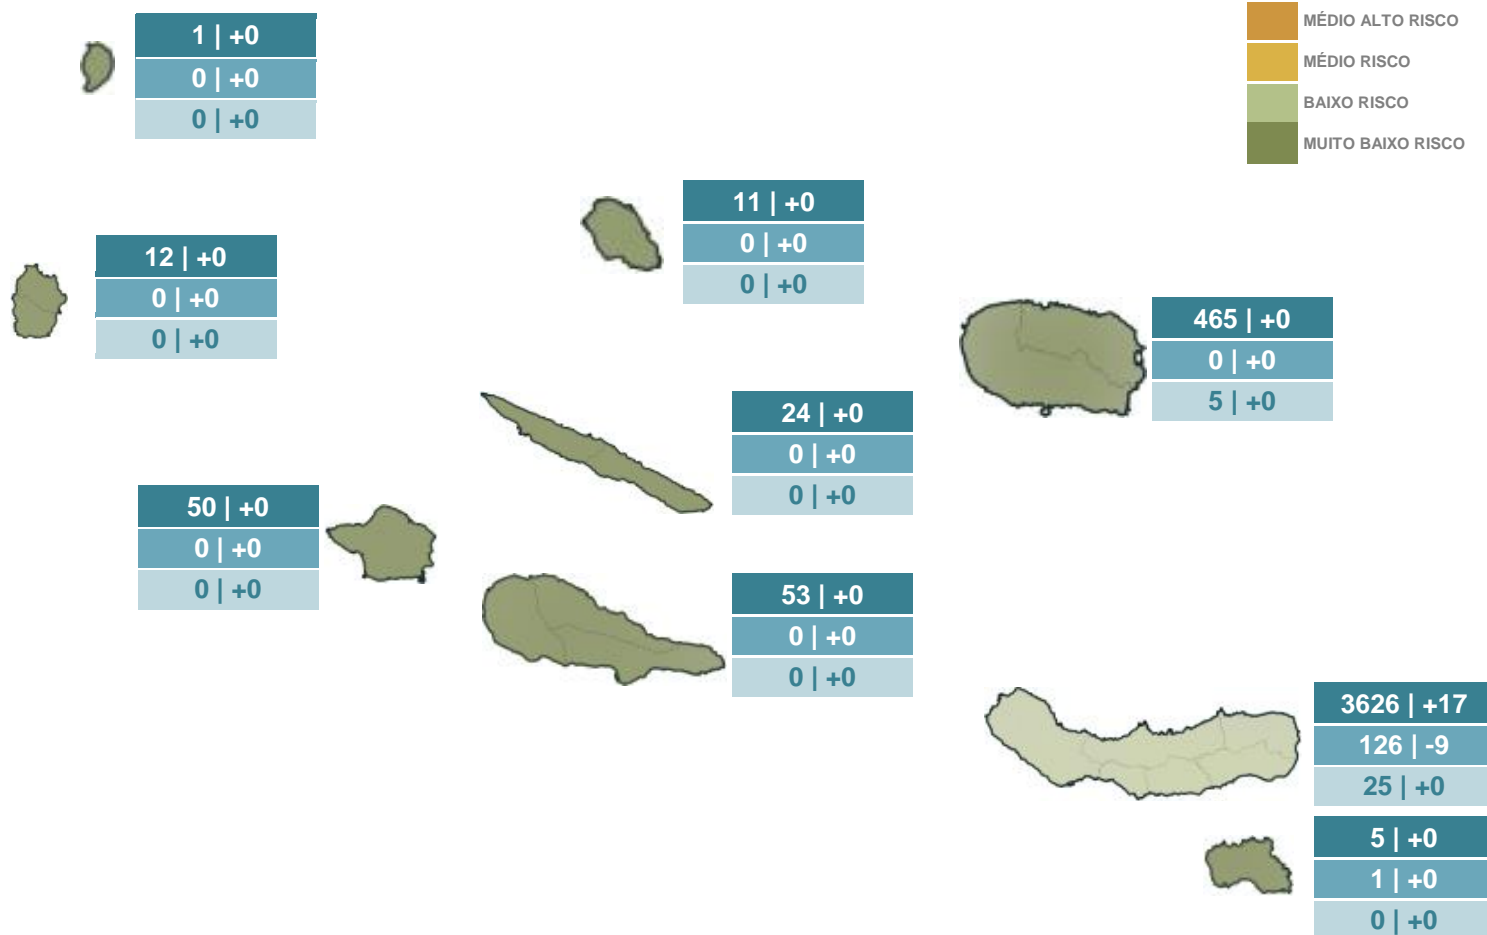 1 | +0
0 | +0
0 | +0
MÉDIO ALTO RISCO
MÉDIO RISCO
BAIXO RISCO
MUITO BAIXO RISCO
11 | +0
0 | +0
0 | +0
12 | +0
0 | +0
0 | +0
465 | +0
0 | +0
5 | +0
24 | +0
0 | +0
0 | +0
50 | +0
0 | +0
0 | +0
53 | +0
0 | +0
0 | +0
3626 | +17
126 | -9
25 | +0
5 | +0
1 | +0
0 | +0